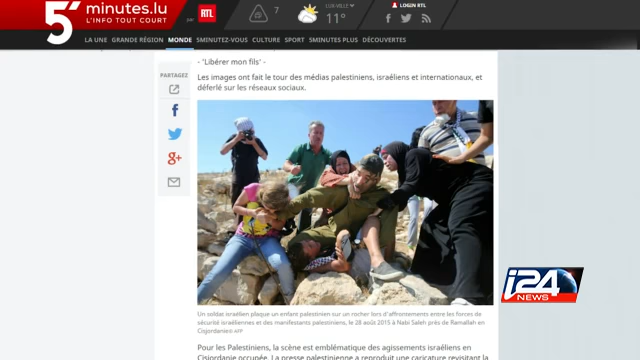 5minutes.lu
L'INFO TOUT COURT
par RTL
7
LUX-VILLE
11°
LOGIN RTL
LA UNE GRANDE RÉGION MONDE 5MINUTEZ-VOUS CULTURE SPORT 5MINUTES PLUS DÉCOUVERTES
- 'Libérer mon fils' -
PARTAGEZ
Les images ont fait le tour des médias palestiniens, israéliens et internationaux, et
déferlé sur les réseaux sociaux.
f
g+
i24
NEWS
Un soldat israélien plaque un enfant palestinien sur un rocher lors d'affrontements entre les forces de
sécurité israéliennes et des manifestants palestiniens, le 28 août 2015 à Nabi Saleh près de Ramallah en
Cisjordanie© AFP
Pour les Palestiniens, la scène est emblématique des agissements israéliens en
Cisjordanie occupée. La presse palestinienne a reproduit une caricature revisitant la